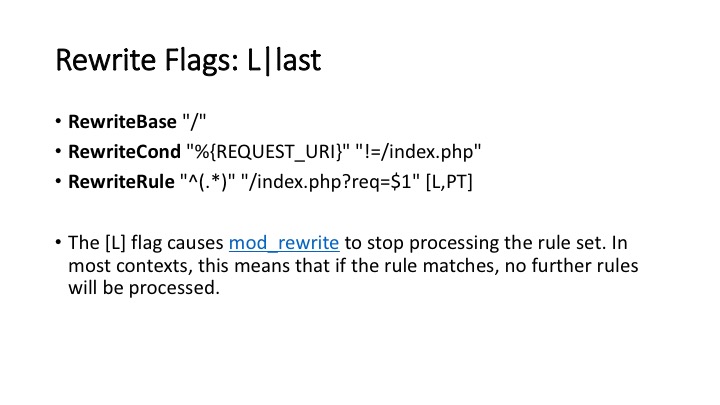 Rewrite Flags: L|last
• RewriteBase "/"
• RewriteCond "%{REQUEST_URI}" "!=/index.php"
• RewriteRule "^(.*)" "/index.php?req=$1" [L,PT]
• The [L] flag causes mod_rewrite to stop processing the rule set. In
most contexts, this means that if the rule matches, no further rules
will be processed.